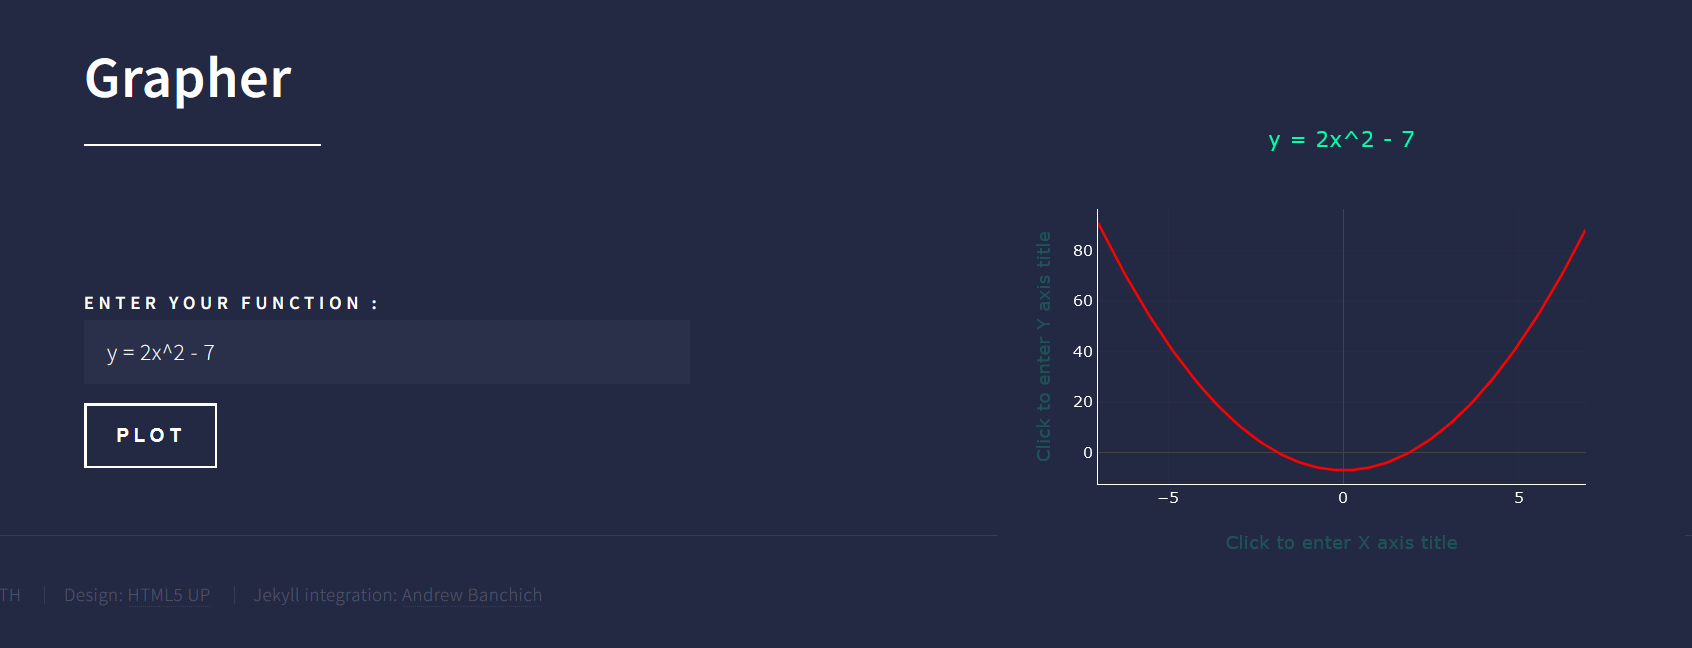 Grapher
ENTER YOUR FUNCTION :
y = 2x^2 - 7
PLOT
y = 2x^2 - 7
Click to enter Y axis title
80
60
40
20
0
−5 0 5
Click to enter X axis title
TH Design: HTML5 UP Jekyll integration: Andrew Banchich